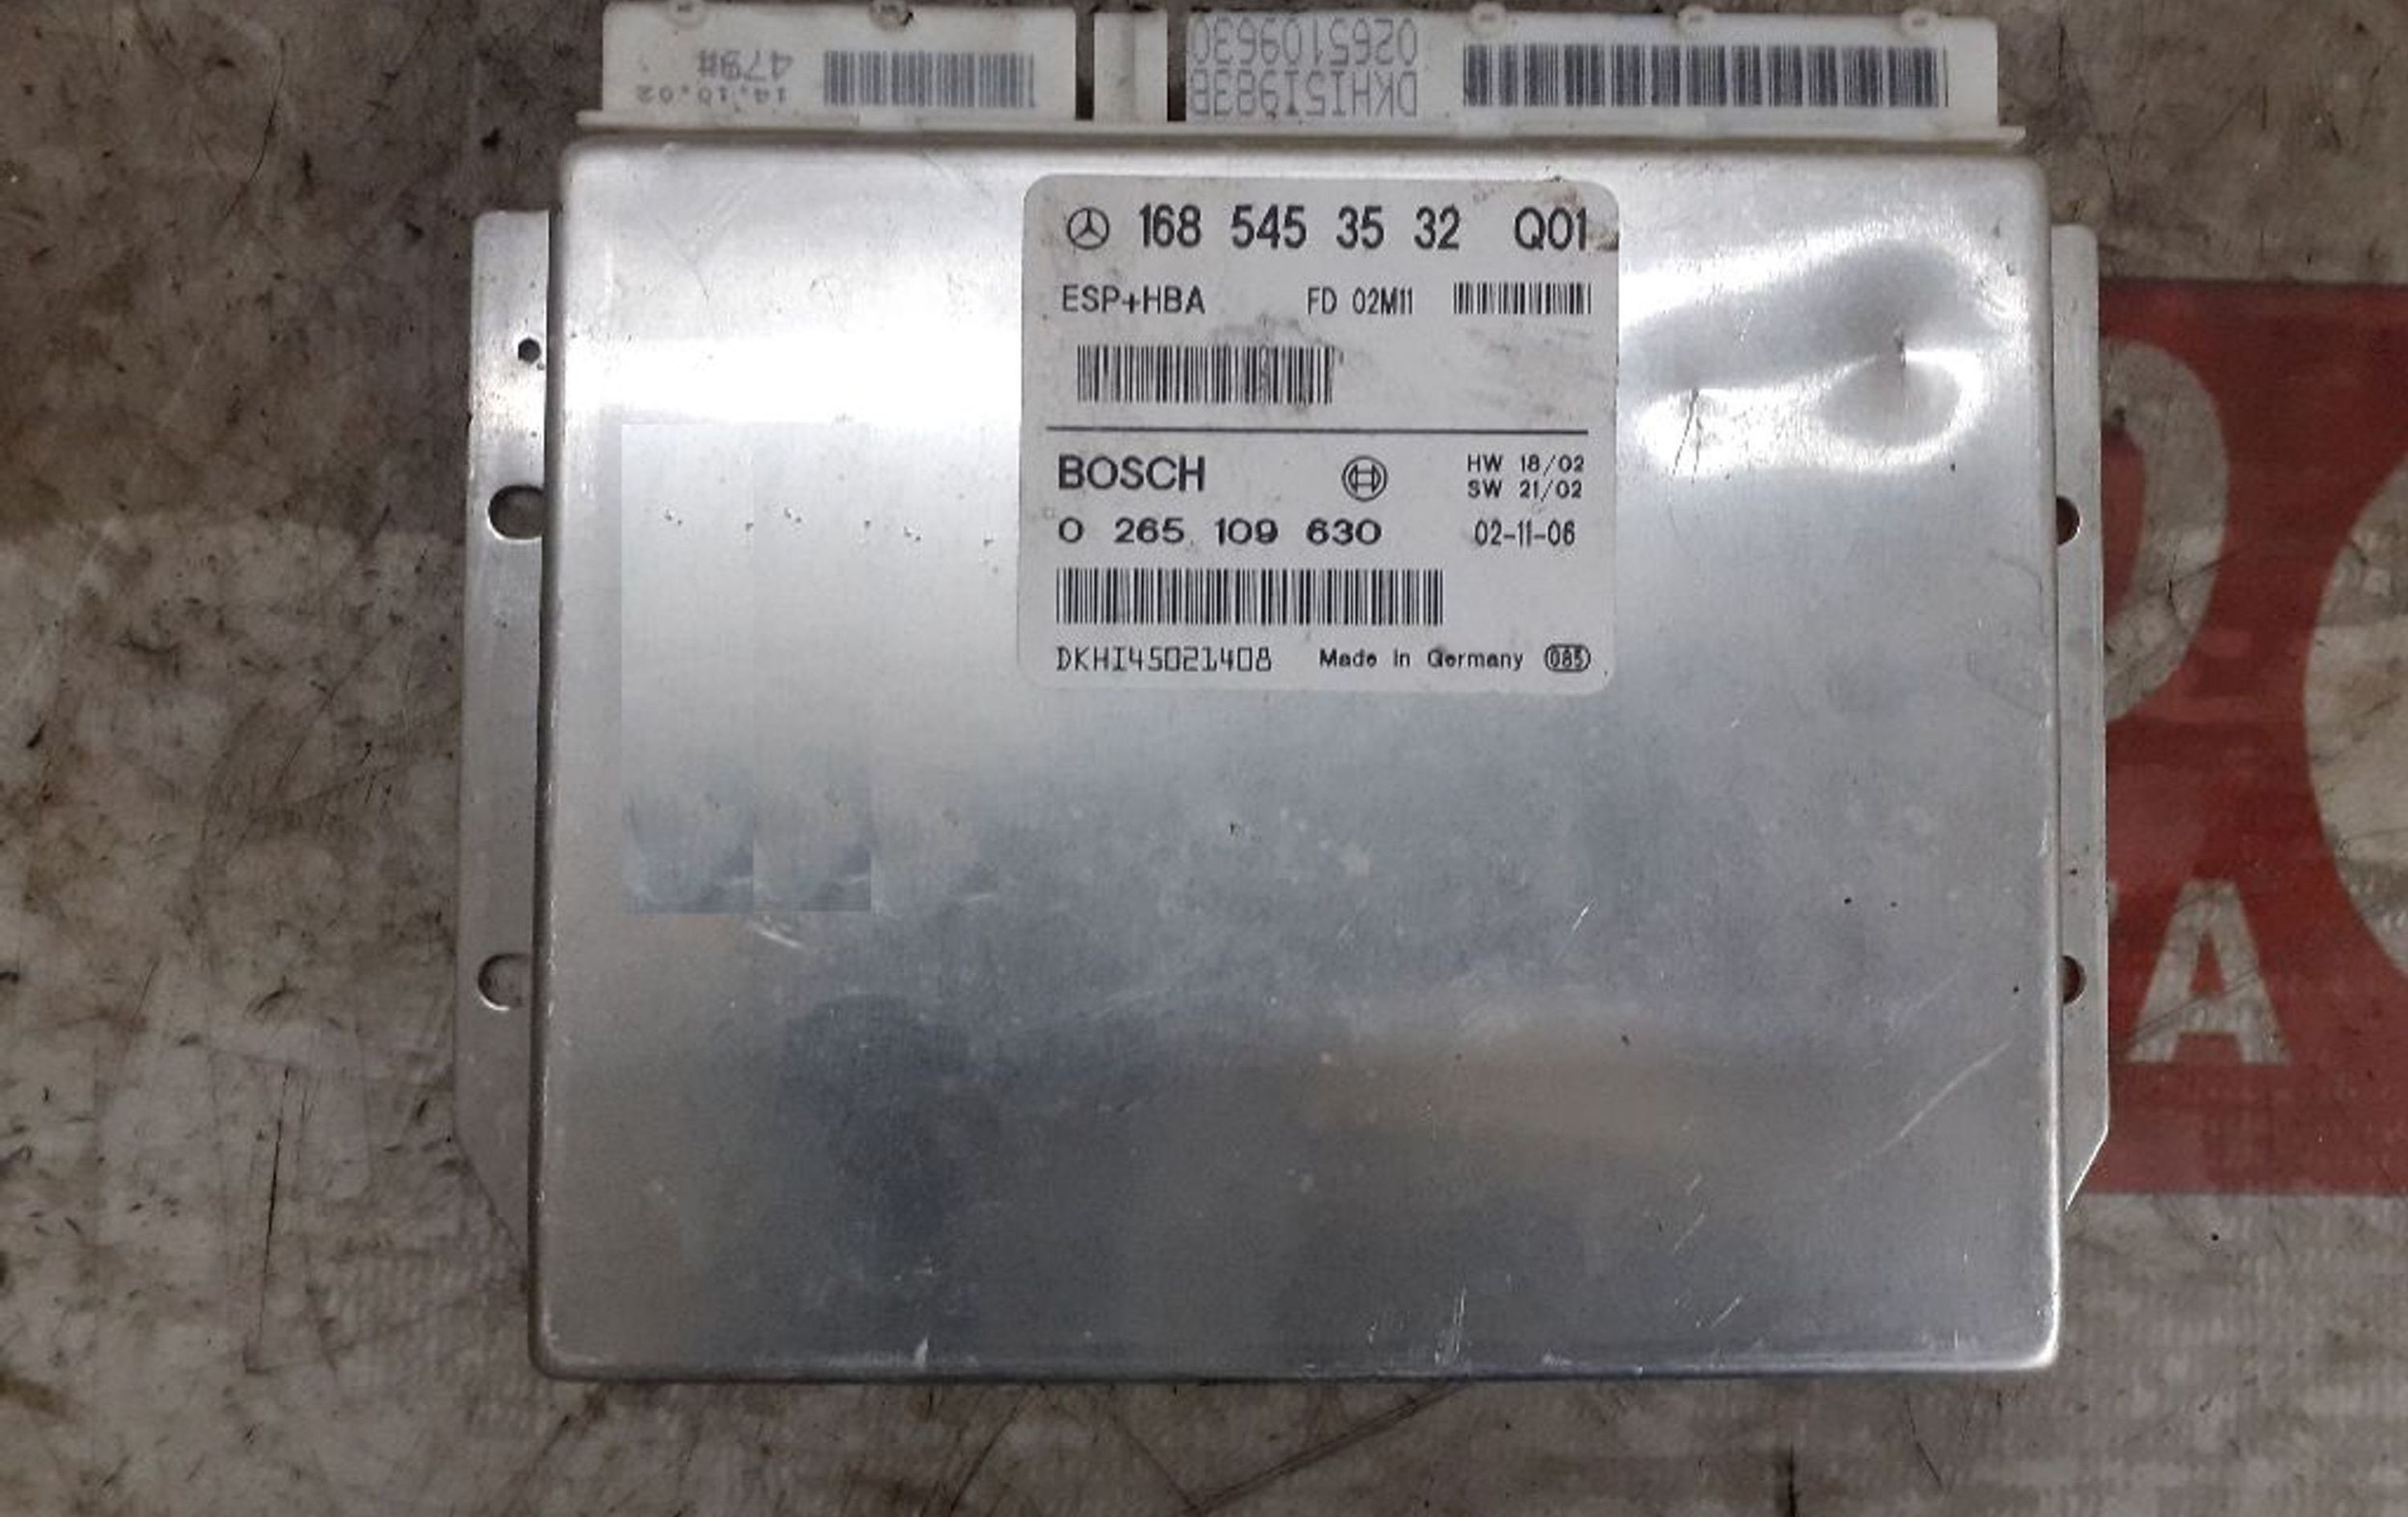 14.10.02
479#
DKHI5I983B
0265109630
168 545 35 32 Q01
ESP+HBA FD 02M11
BOSCH HW 18/02
SW 21/02
0 265 109 630 02-11-06
DKHI45021408 Made in Germany 085
A